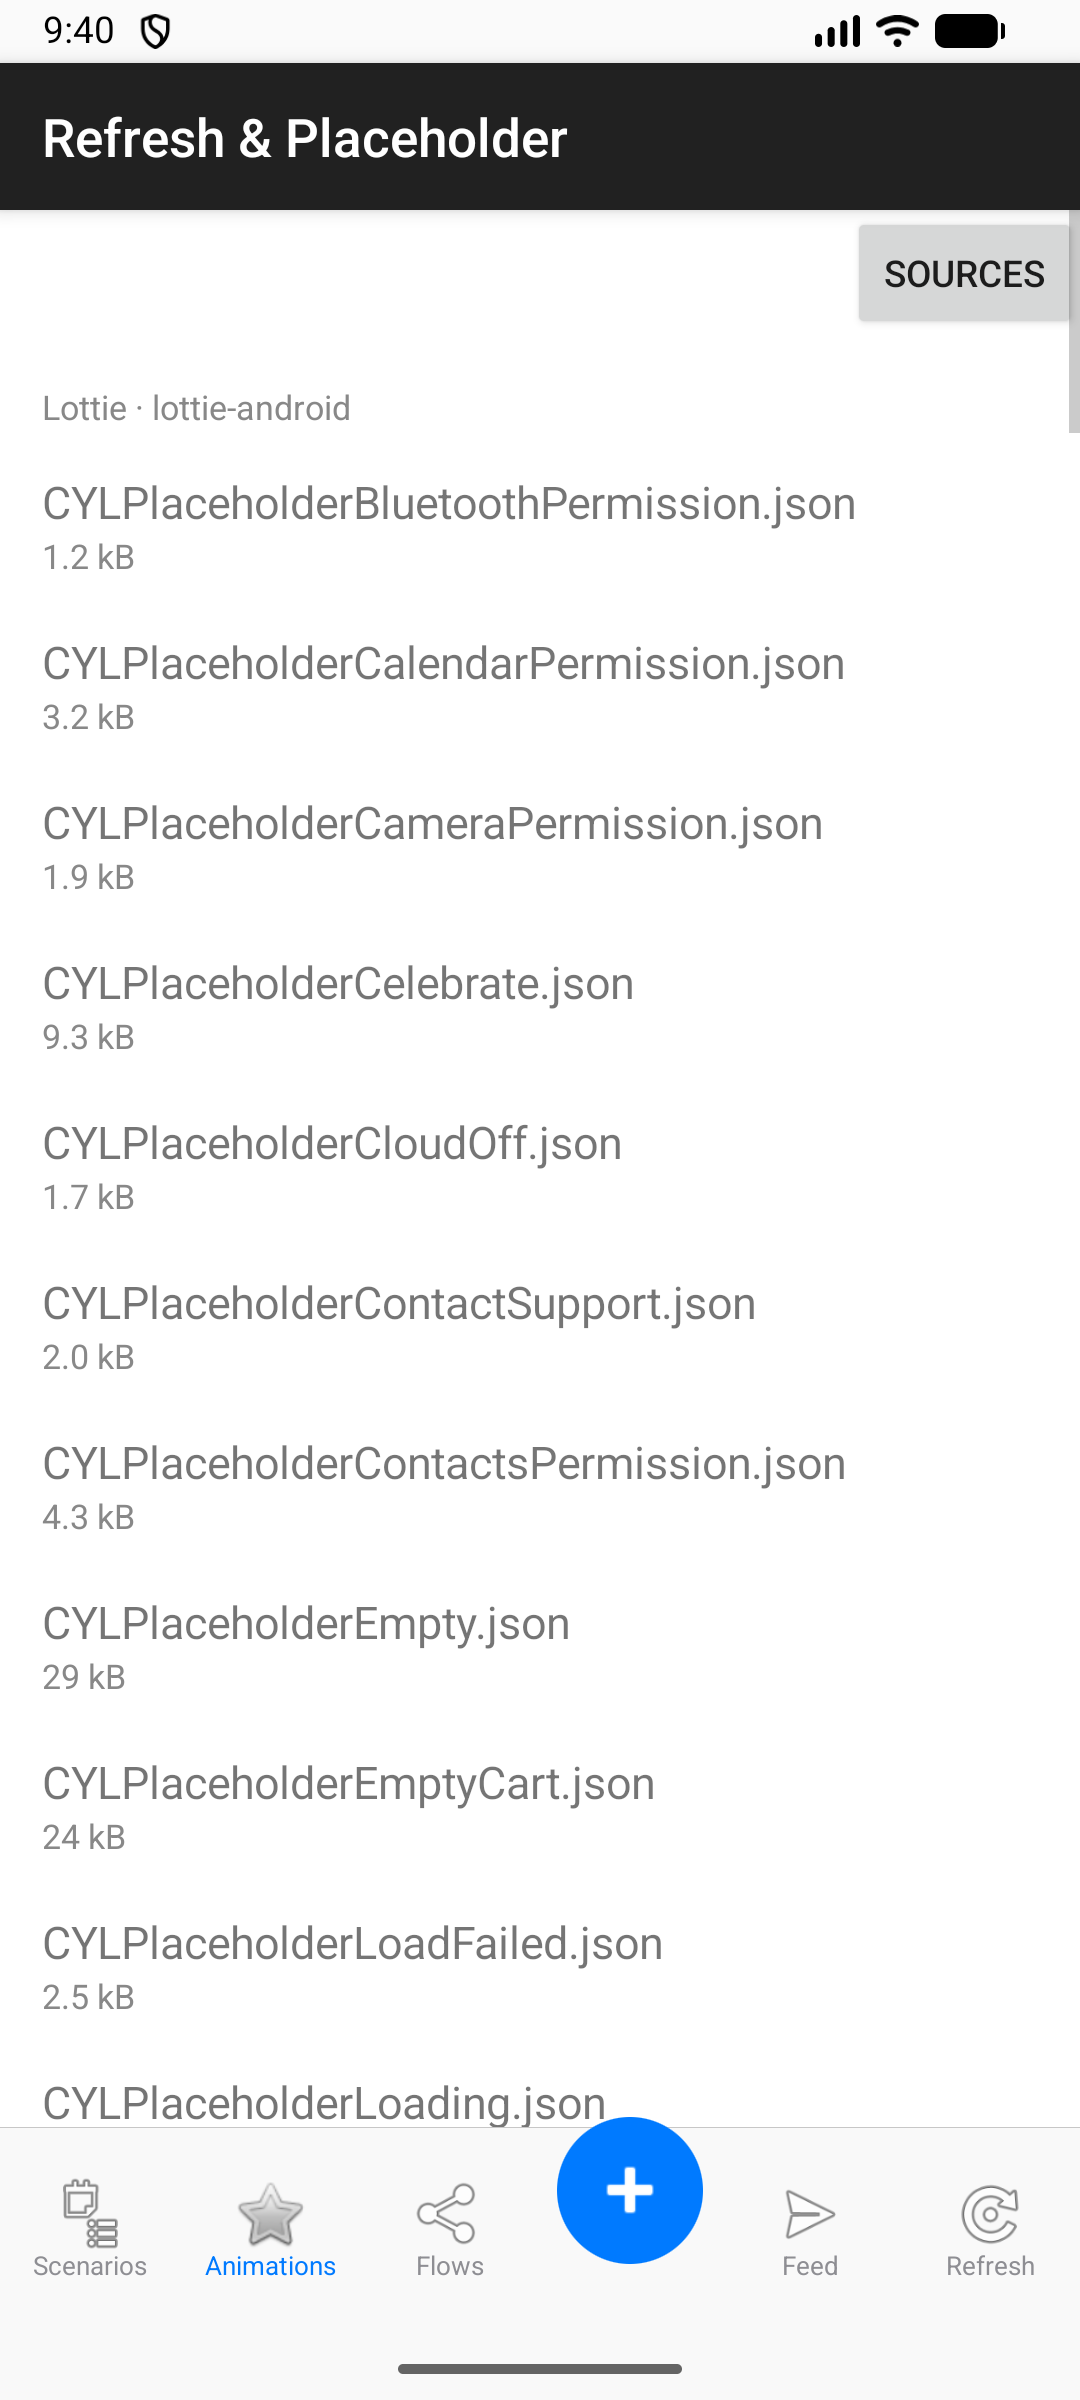 9:40
Refresh & Placeholder
SOURCES
Lottie · lottie-android
CYLPlaceholderBluetoothPermission.json
1.2 kB
CYLPlaceholderCalendarPermission.json
3.2 kB
CYLPlaceholderCameraPermission.json
1.9 kB
CYLPlaceholderCelebrate.json
9.3 kB
CYLPlaceholderCloudOff.json
1.7 kB
CYLPlaceholderContactSupport.json
2.0 kB
CYLPlaceholderContactsPermission.json
4.3 kB
CYLPlaceholderEmpty.json
29 kB
CYLPlaceholderEmptyCart.json
24 kB
CYLPlaceholderLoadFailed.json
2.5 kB
CYLPlaceholderLoading.json
Scenarios
Animations
Flows
Feed
Refresh